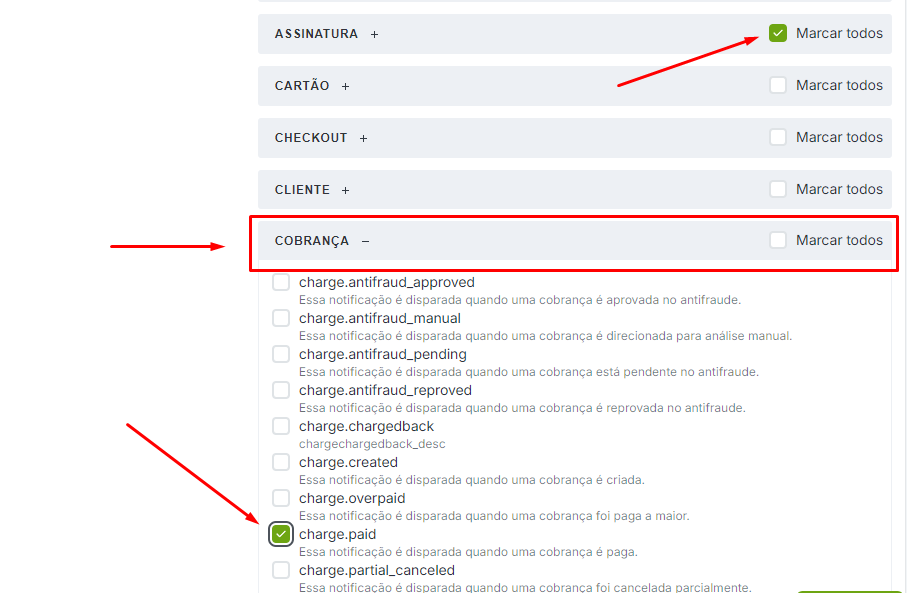 ASSINATURA + Marcar todos
CARTÃO + Marcar todos
CHECKOUT + Marcar todos
CLIENTE + Marcar todos
COBRANÇA – Marcar todos
charge.antifraud_approved
Essa notificação é disparada quando uma cobrança é aprovada no antifraude.
charge.antifraud_manual
Essa notificação é disparada quando uma cobrança é direcionada para análise manual.
charge.antifraud_pending
Essa notificação é disparada quando uma cobrança está pendente no antifraude.
charge.antifraud_reproved
Essa notificação é disparada quando uma cobrança é reprovada no antifraude.
charge.chargedback
chargechargedback_desc
charge.created
Essa notificação é disparada quando uma cobrança é criada.
charge.overpaid
Essa notificação é disparada quando uma cobrança foi paga a maior.
charge.paid
Essa notificação é disparada quando uma cobrança é paga.
charge.partial_canceled
Essa notificação é disparada quando uma cobrança foi cancelada parcialmente.